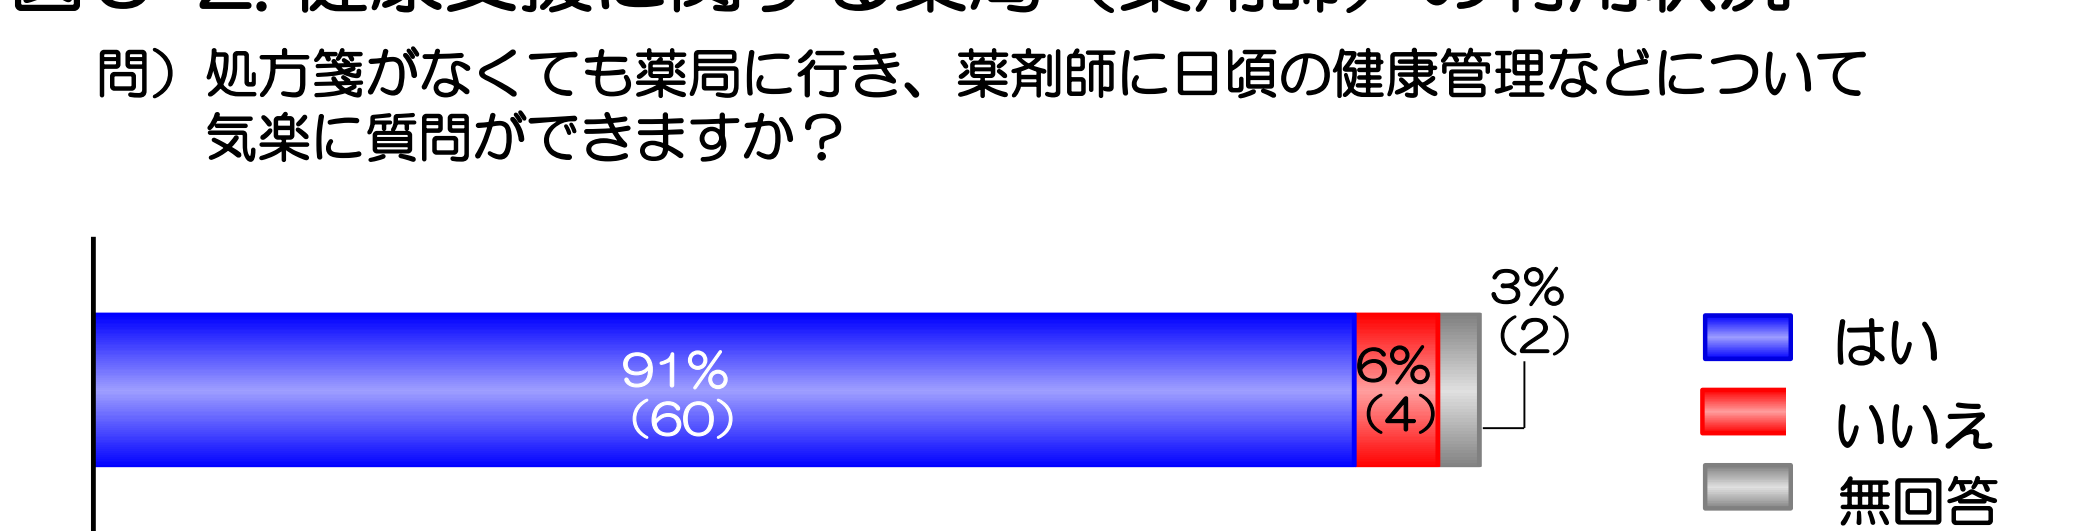 問）処方箋がなくても薬局に行き、薬剤師に日頃の健康管理などについて
気楽に質問ができますか？
3%
（2）
91%
（60）
6%
（4）
はい
いいえ
無回答